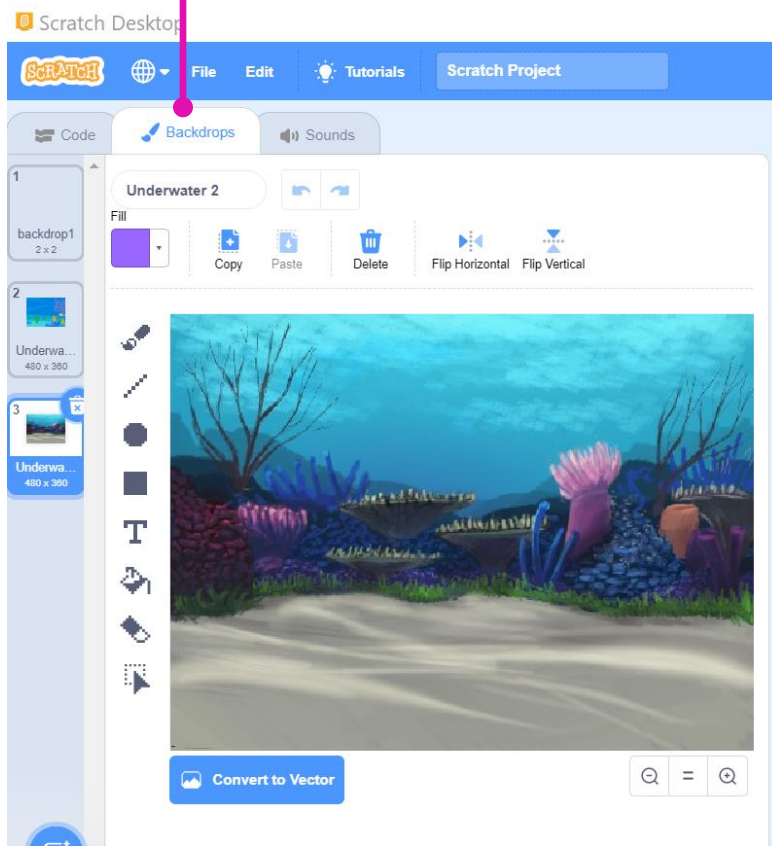 Scratch Desktop
SCRATCH File Edit Tutorials Scratch Project
Code Backdrops Sounds
1
backdrop1
2 x 2
2
Underwa...
480 x 360
3
Underwa...
480 x 360
Underwater 2
Fill
Copy Paste Delete Flip Horizontal Flip Vertical
T
Convert to Vector
=